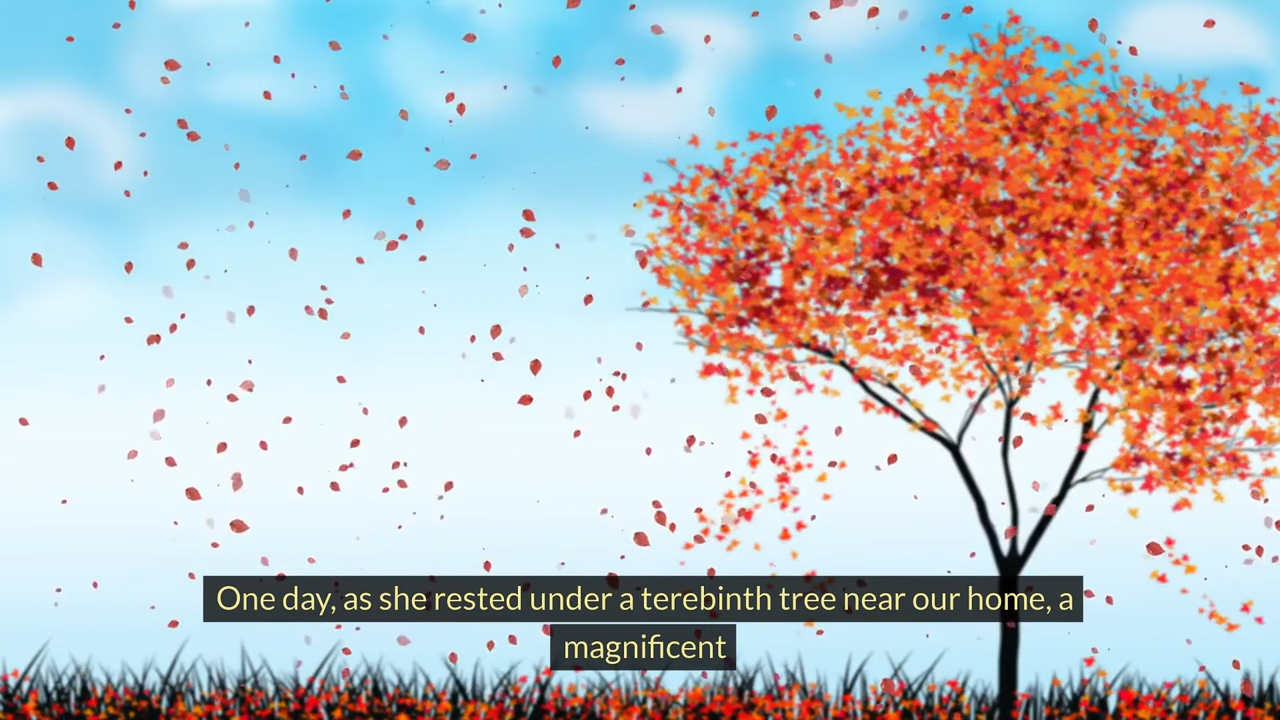 One day, as she rested under a terebinth tree near our home, a
magnificent